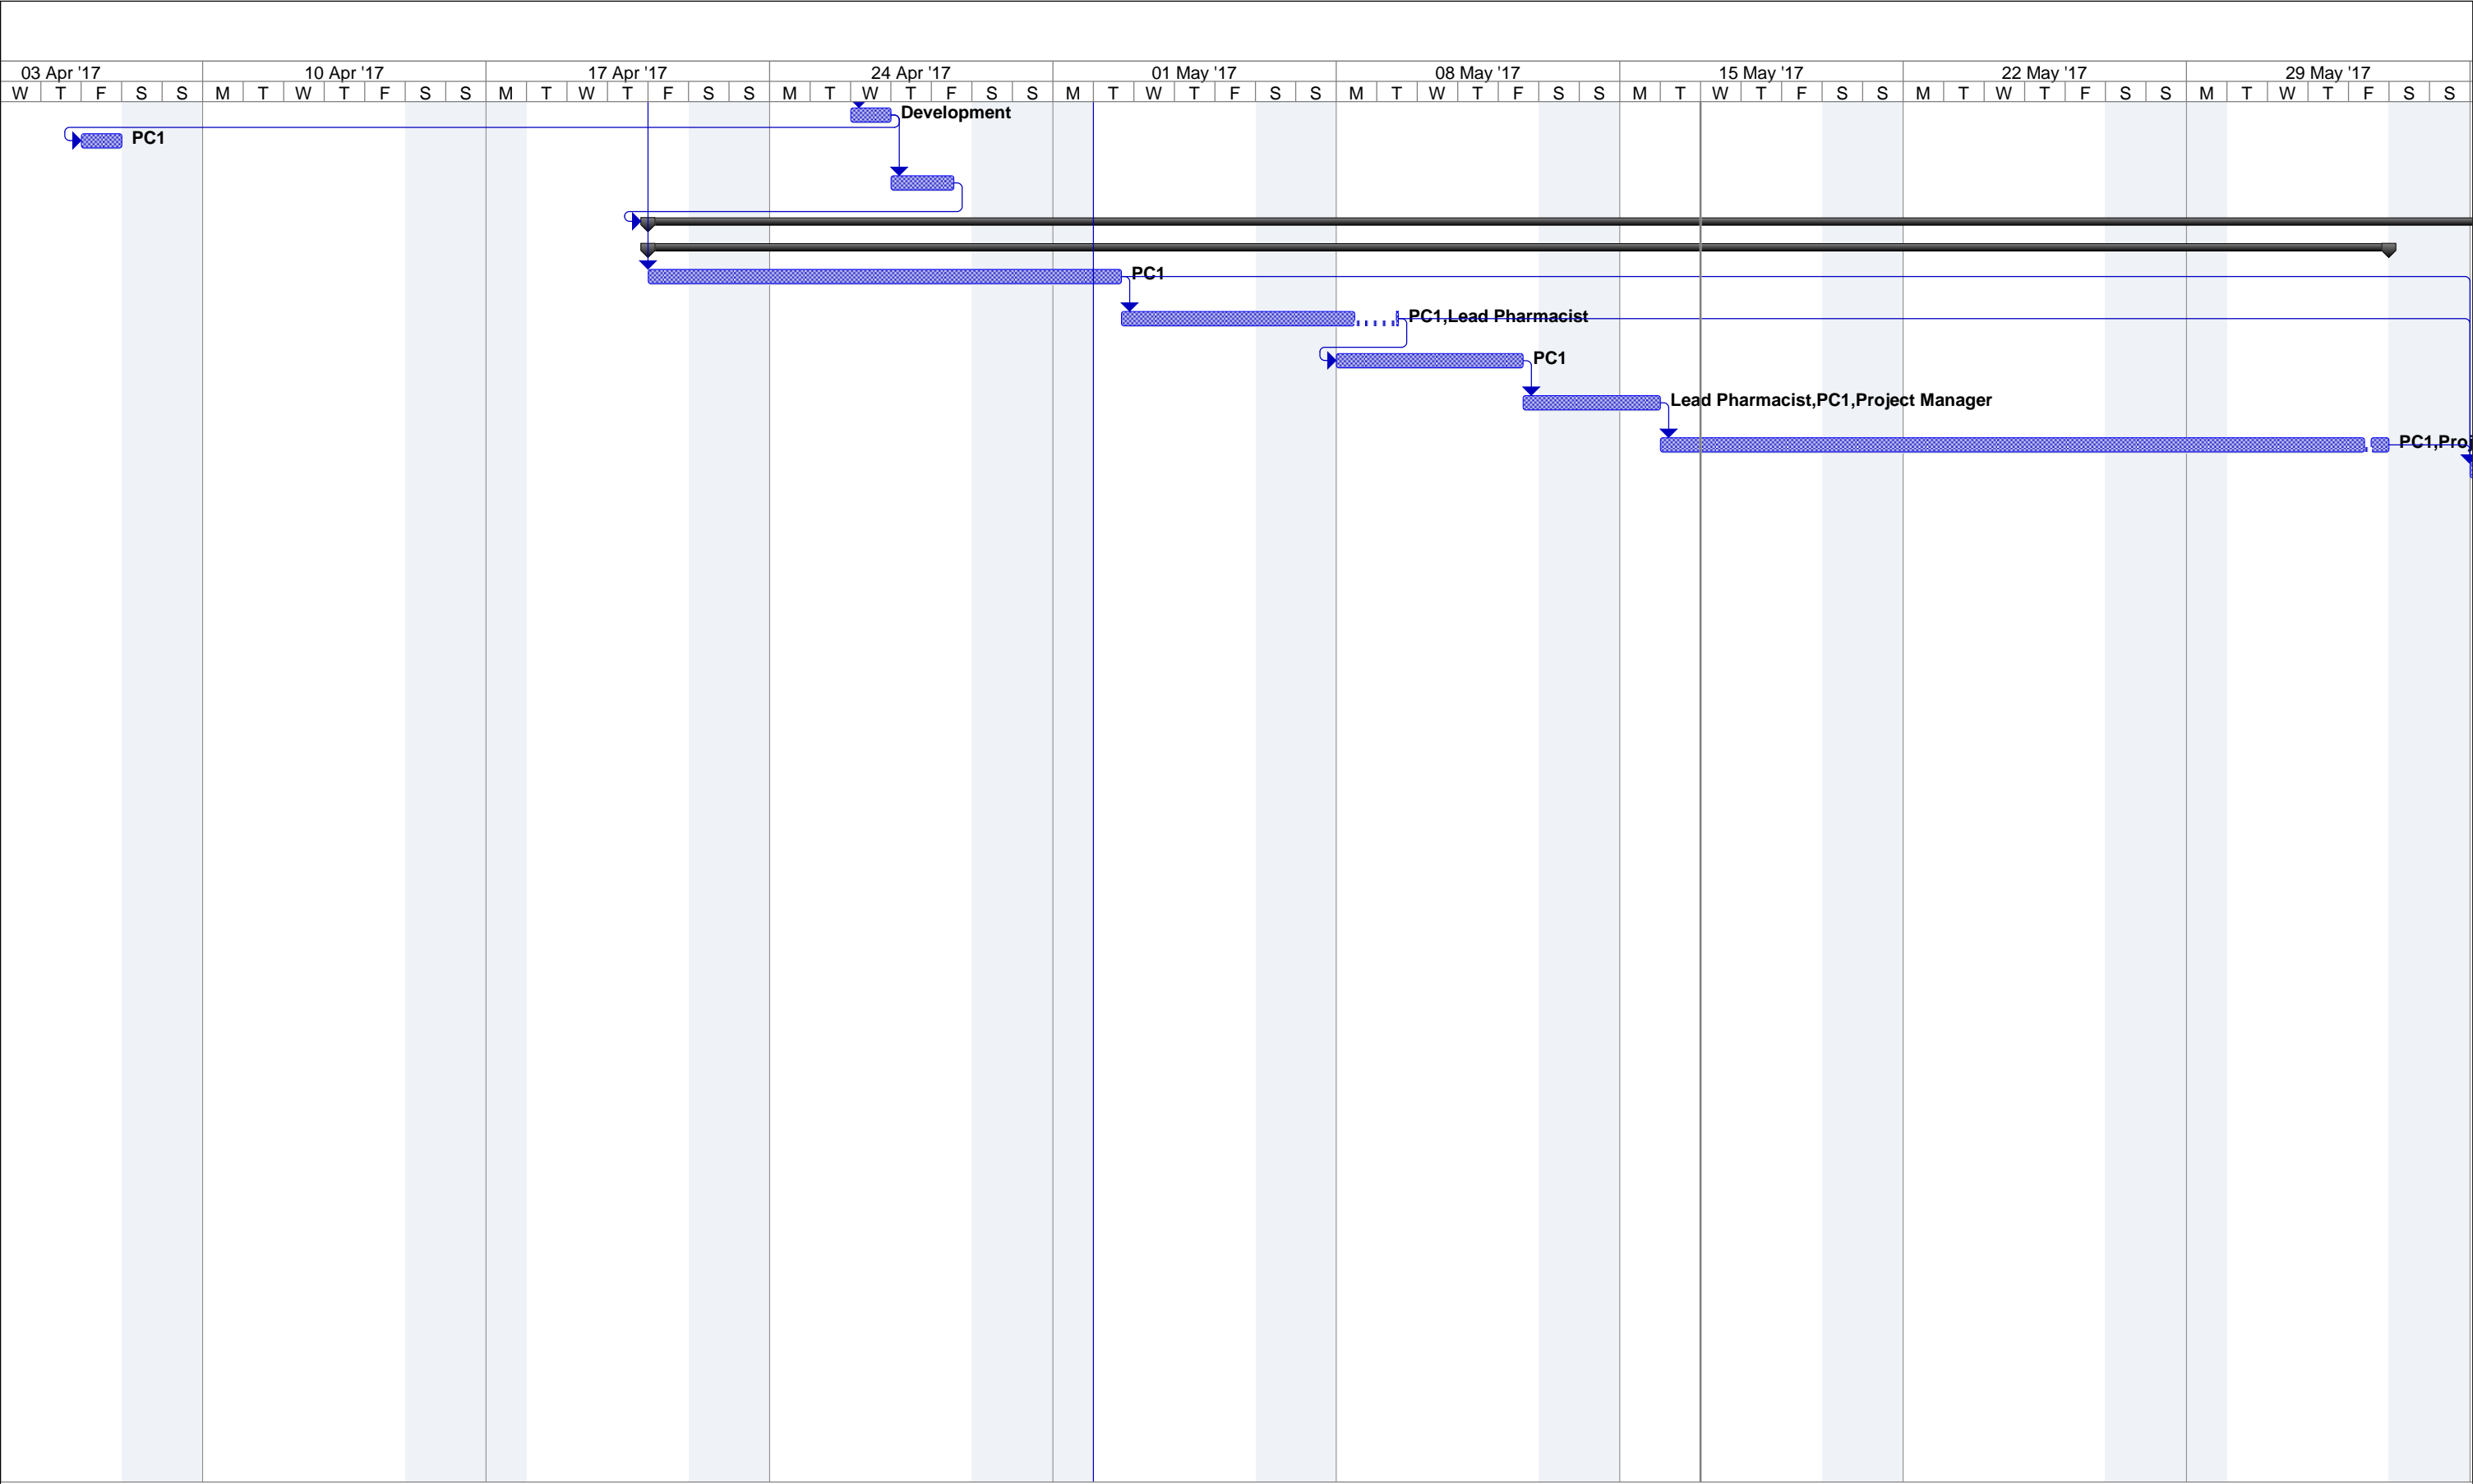 03 Apr '17 10 Apr '17 17 Apr '17 24 Apr '17 01 May '17 08 May '17 15 May '17 22 May '17 29 May '17
W T F S S M T W T F S S M T W T F S S M T W T F S S M T W T F S S M T W T F S S M T W T F S S M T W T F S S M T W T F S S
Development
PC1
PC1
PC1,Lead Pharmacist
PC1
Lead Pharmacist,PC1,Project Manager
PC1,Proj